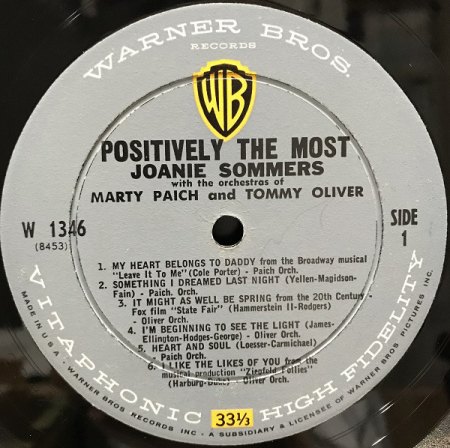 WARNER BROS.
RECORDS
WB
POSITIVELY THE MOST
JOANIE SOMMERS
with the orchestras of
MARTY PAICH and TOMMY OLIVER
W 1346
(8453)
SIDE
1
1. MY HEART BELONGS TO DADDY from the Broadway musical
"Leave It To Me" (Cole Porter) - Paich Orch.
2. SOMETHING I DREAMED LAST NIGHT (Yellen-Magidson-
Fain) - Paich Orch.
3. IT MIGHT AS WELL BE SPRING from the 20th Century
Fox film "State Fair" (Hammerstein II-Rodgers)
- Oliver Orch.
4. I'M BEGINNING TO SEE THE LIGHT (James-
Ellington-Hodges-George) - Oliver Orch.
5. HEART AND SOUL (Loesser-Carmichael)
- Paich Orch.
6. I LIKE THE LIKES OF YOU from the
musical production "Ziegfold Follies"
(Harburg-Duke) - Oliver Orch.
MADE IN U.S.A.
VITAPHONIC HIGH FIDELITY
33⅓
WARNER BROS. RECORDS INC. - A SUBSIDIARY & LICENSEE OF WARNER BROS. PICTURES INC.